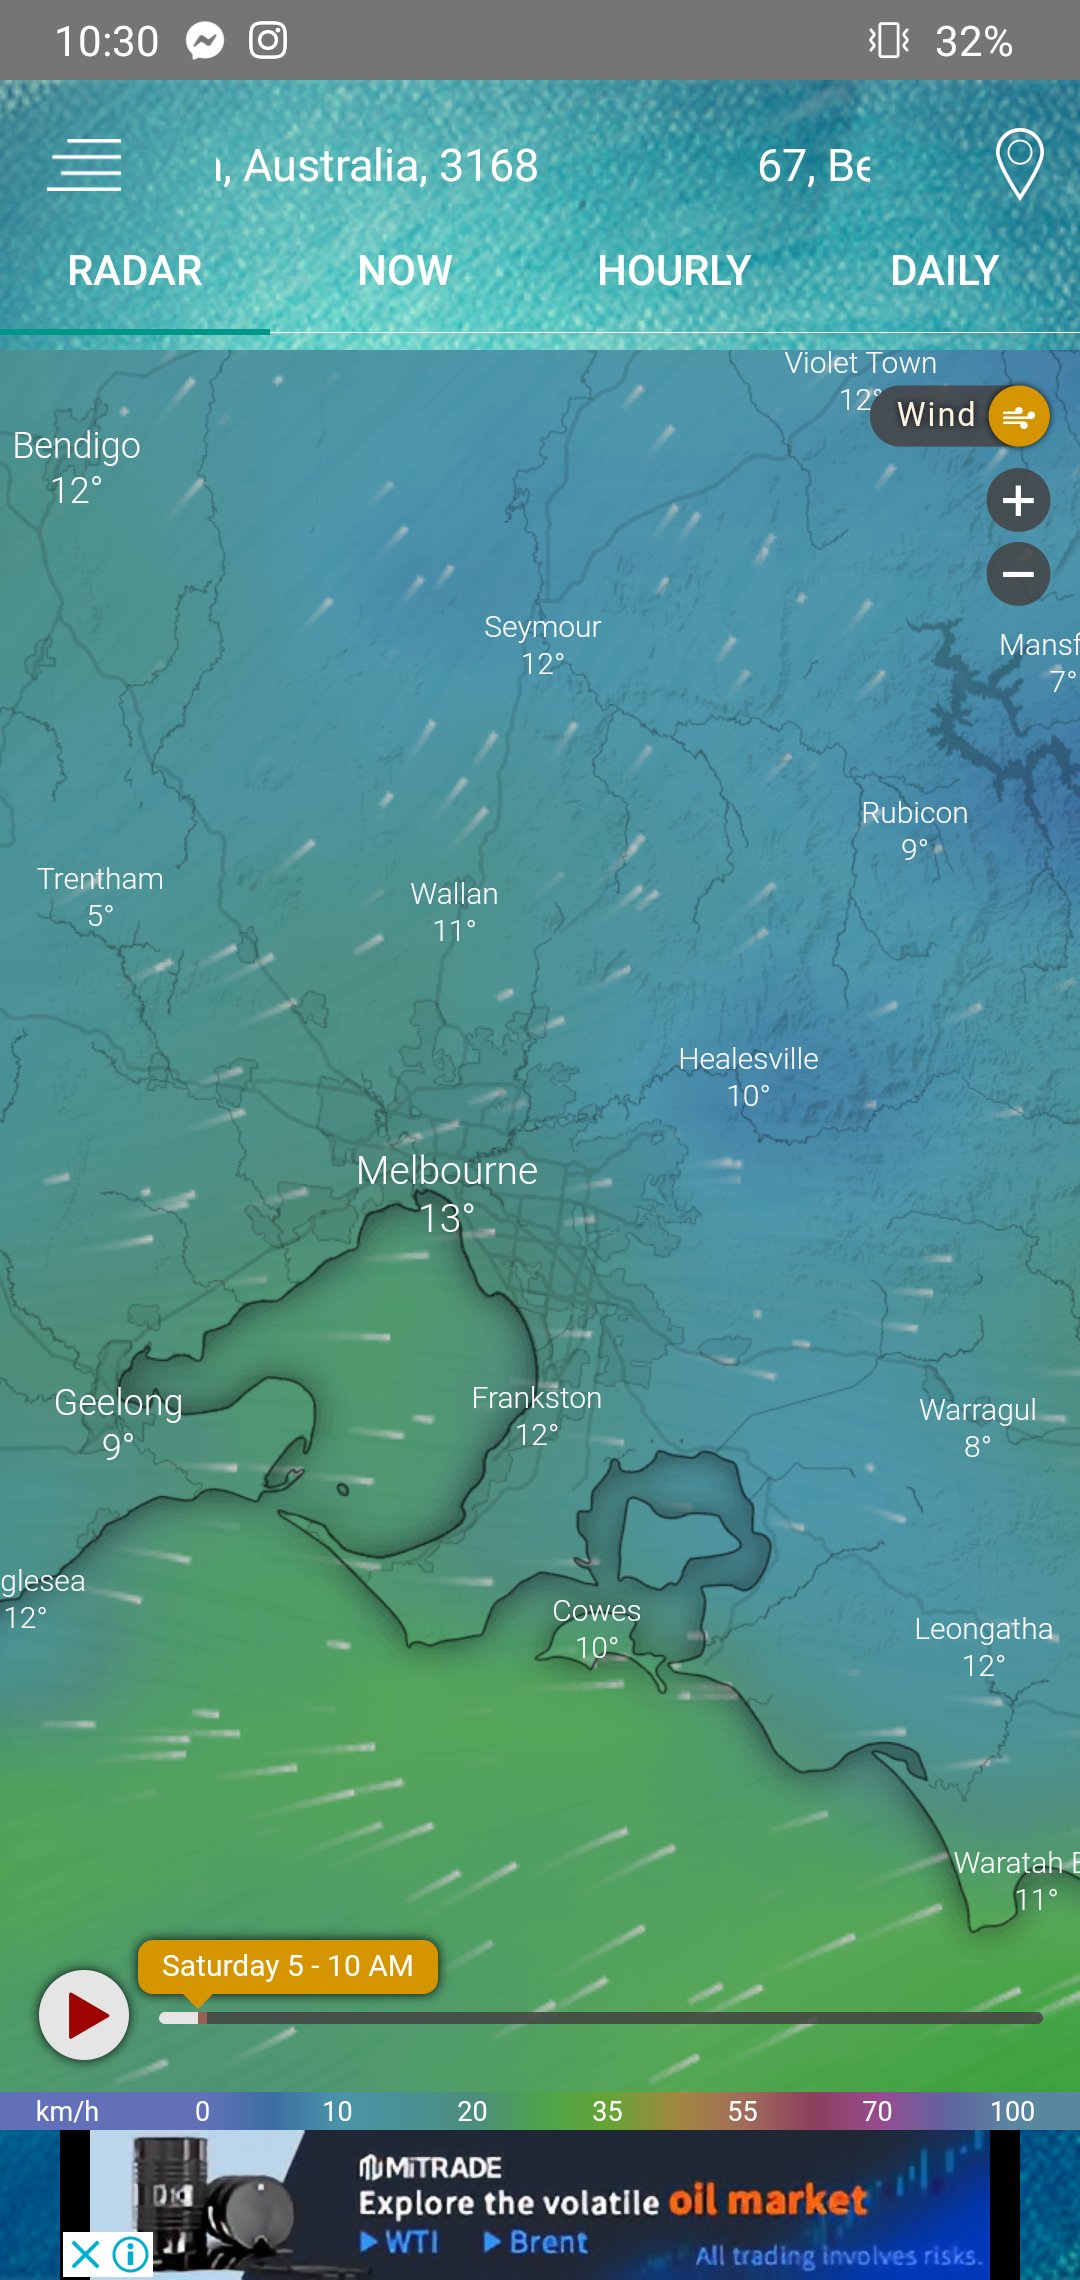 10:30 32%
, Australia, 3168 67, Be
RADAR NOW HOURLY DAILY
Violet Town
12°
Wind
Bendigo
12°
+
−
Seymour
12°
Mansf
7°
Rubicon
9°
Trentham
5°
Wallan
11°
Healesville
10°
Melbourne
13°
Geelong
9°
Frankston
12°
Warragul
8°
glesea
12°
Cowes
10°
Leongatha
12°
Waratah B
11°
Saturday 5 - 10 AM
km/h 0 10 20 35 55 70 100
MiTRADE
Explore the volatile oil market
WTI Brent
All trading involves risks.